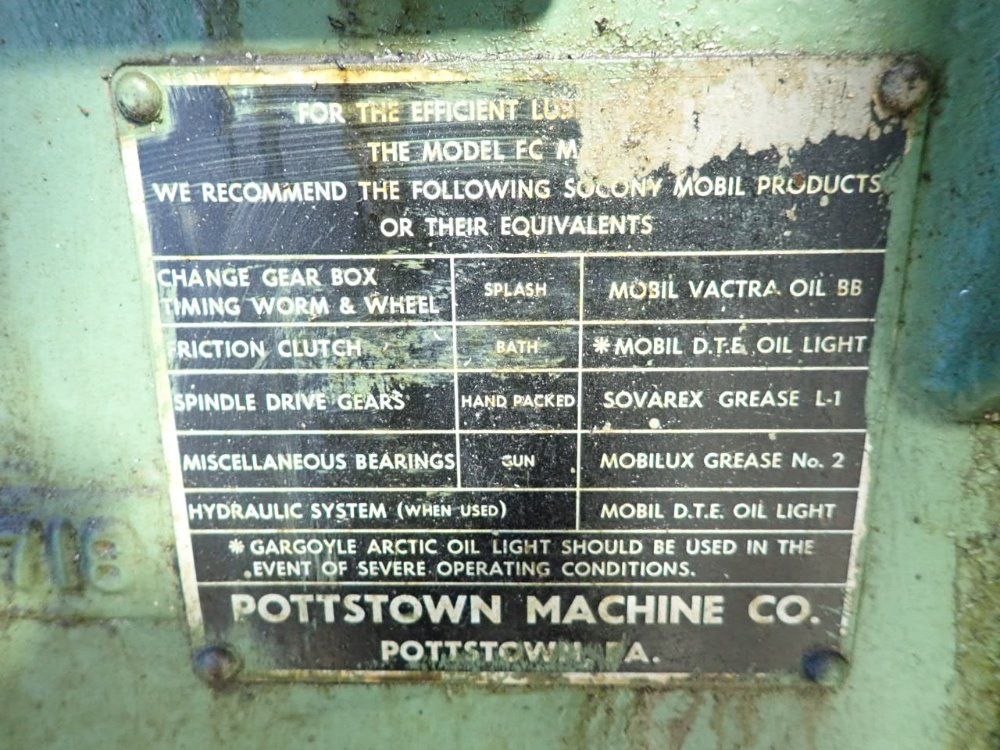 FOR THE EFFICIENT
THE MODEL FC
WE RECOMMEND THE FOLLOWING SOCONY MOBIL PRODUCTS
OR THEIR EQUIVALENTS
CHANGE GEAR BOX
TIMING WORM & WHEEL
SPLASH
MOBIL VACTRA OIL BB
FRICTION CLUTCH
BATH
* MOBIL D.T.E. OIL LIGHT
SPINDLE DRIVE GEARS
HAND PACKED
SOVAREX GREASE L-1
MISCELLANEOUS BEARINGS
GUN
MOBILUX GREASE No. 2
HYDRAULIC SYSTEM (WHEN USED)
MOBIL D.T.E. OIL LIGHT
* GARGOYLE ARCTIC OIL LIGHT SHOULD BE USED IN THE
EVENT OF SEVERE OPERATING CONDITIONS.
POTTSTOWN MACHINE CO.
POTTSTOWN, PA.